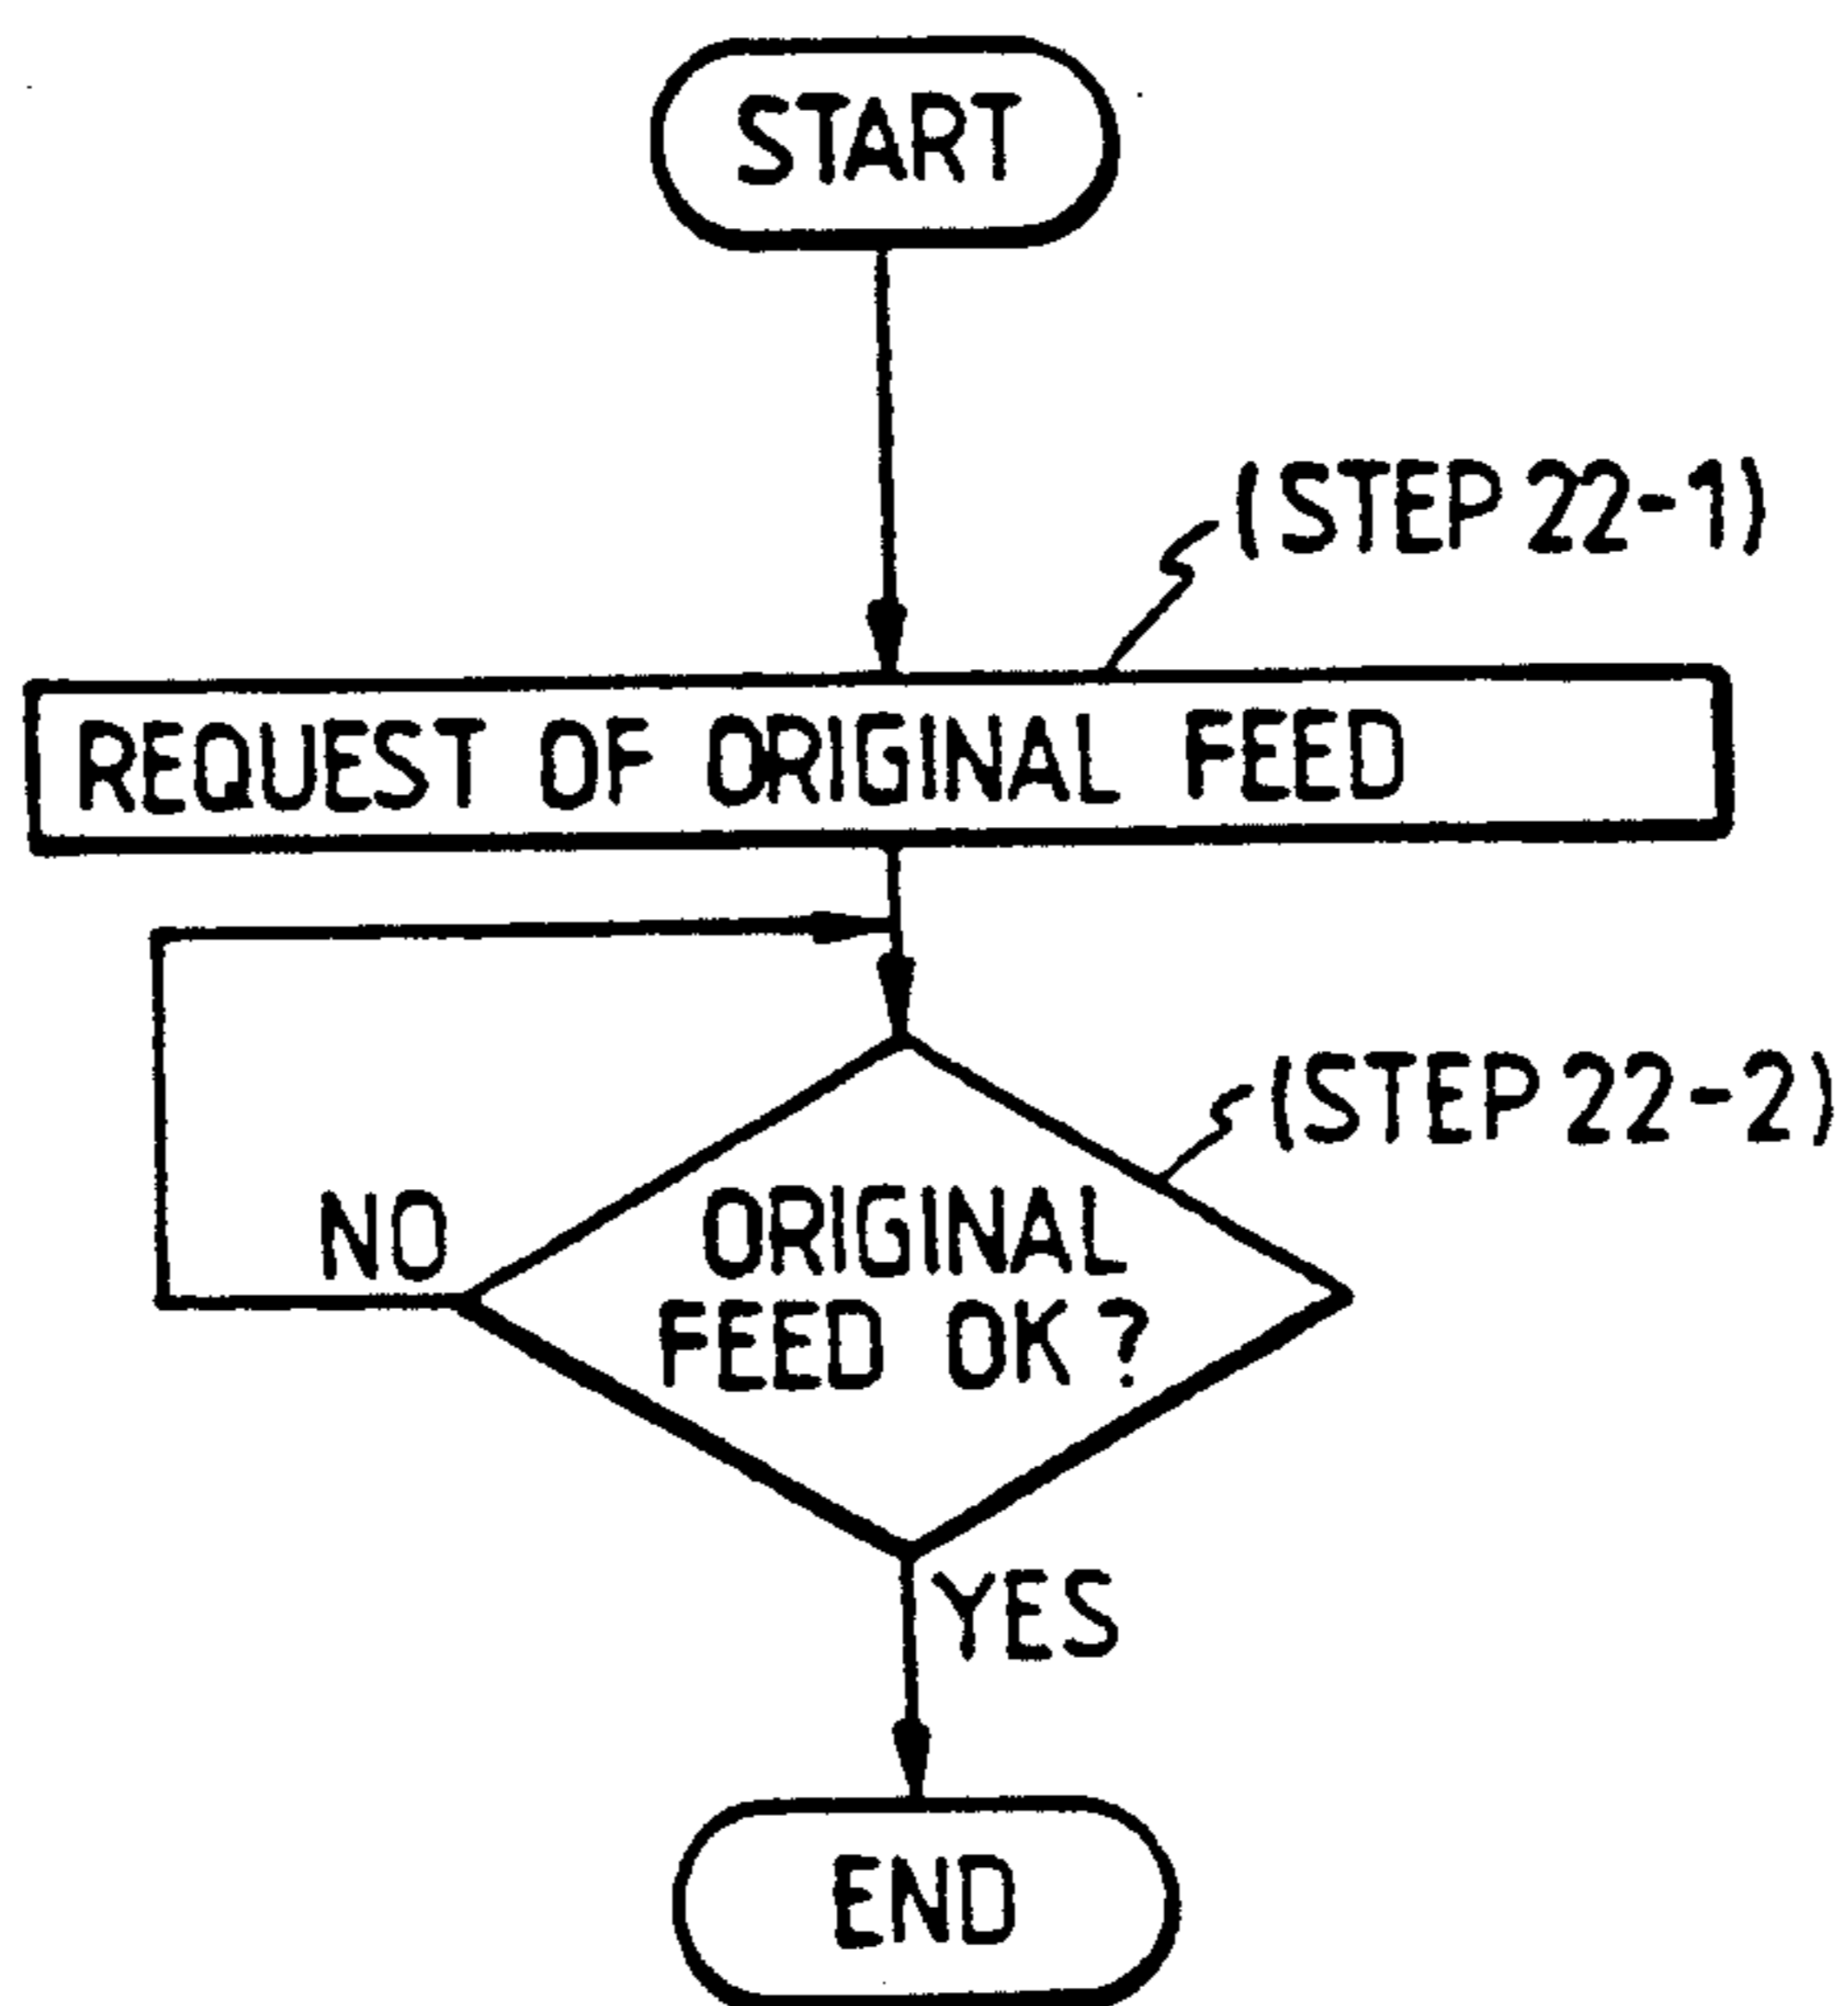 START
(STEP 22-1)
REQUEST OF ORIGINAL FEED
(STEP 22-2)
NO
ORIGINAL
FEED OK?
YES
END